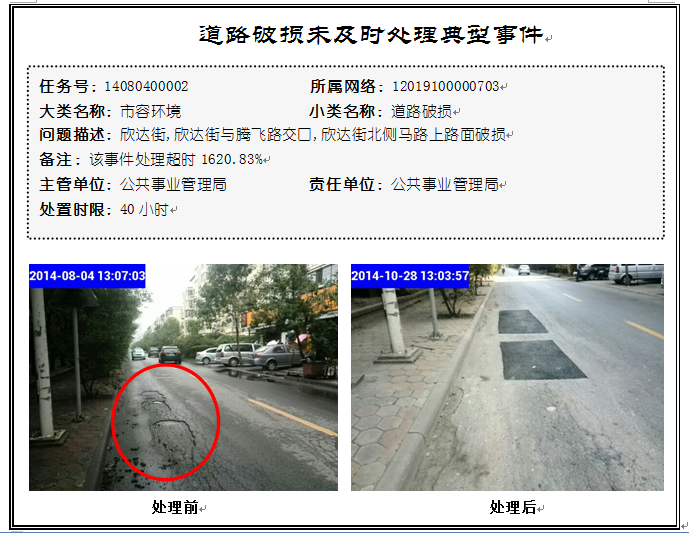 道路破损未及时处理典型事件
任务号：14080400002 所属网络：12019100000703
大类名称：市容环境 小类名称：道路破损
问题描述：欣达街,欣达街与腾飞路交口,欣达街北侧马路上路面破损
备注：该事件处理超时 1620.83%
主管单位：公共事业管理局 责任单位：公共事业管理局
处置时限：40 小时
2014-08-04 13:07:03 2014-10-28 13:03:57
处理前 处理后